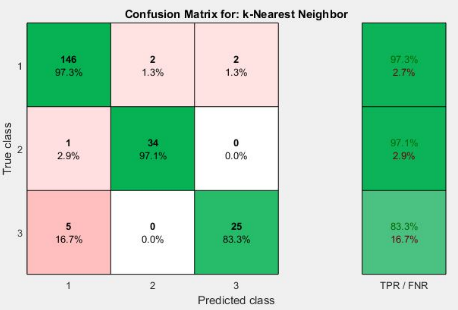 Confusion Matrix for: k-Nearest Neighbor
True class
1
146 2 2 97.3%
97.3% 1.3% 1.3% 2.7%
2
1 34 0 97.1%
2.9% 97.1% 0.0% 2.9%
3
5 0 25 83.3%
16.7% 0.0% 83.3% 16.7%
1 2 3 TPR / FNR
Predicted class